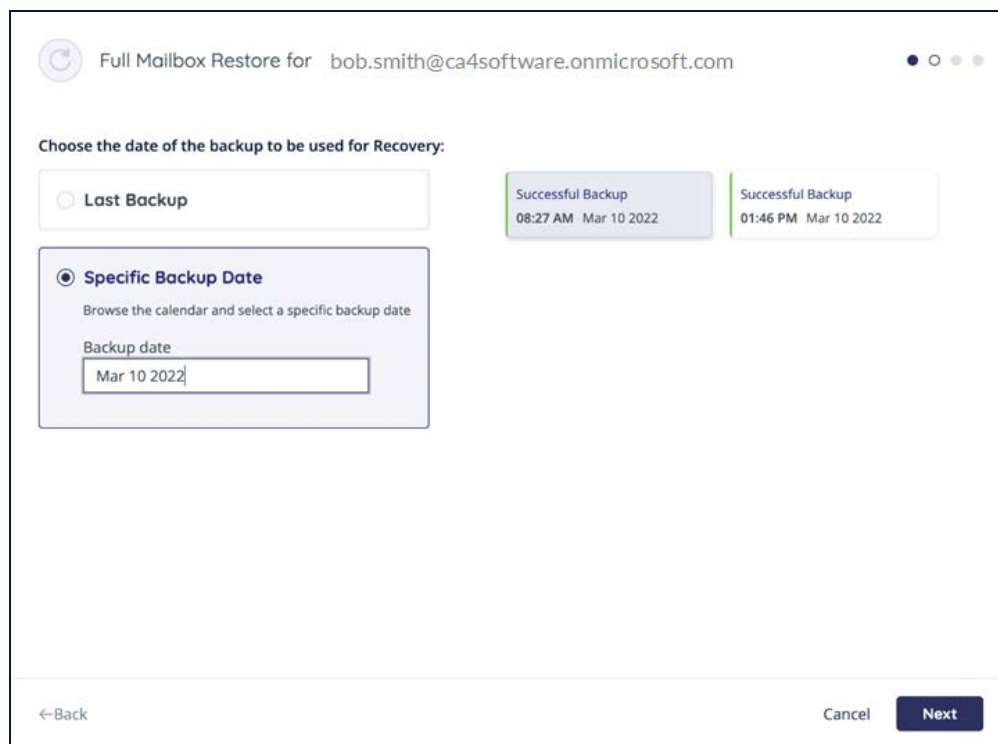 Full Mailbox Restore for bob.smith@ca4software.onmicrosoft.com
Choose the date of the backup to be used for Recovery:
Last Backup
Specific Backup Date
Browse the calendar and select a specific backup date
Backup date
Mar 10 2022
Successful Backup
08:27 AM Mar 10 2022
Successful Backup
01:46 PM Mar 10 2022
←Back
Cancel
Next